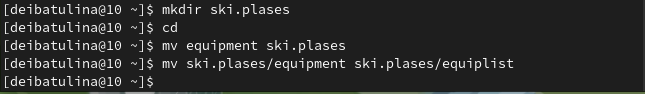 [deibatulina@10 ~]$ mkdir ski.plases
[deibatulina@10 ~]$ cd
[deibatulina@10 ~]$ mv equipment ski.plases
[deibatulina@10 ~]$ mv ski.plases/equipment ski.plases/equiplist
[deibatulina@10 ~]$